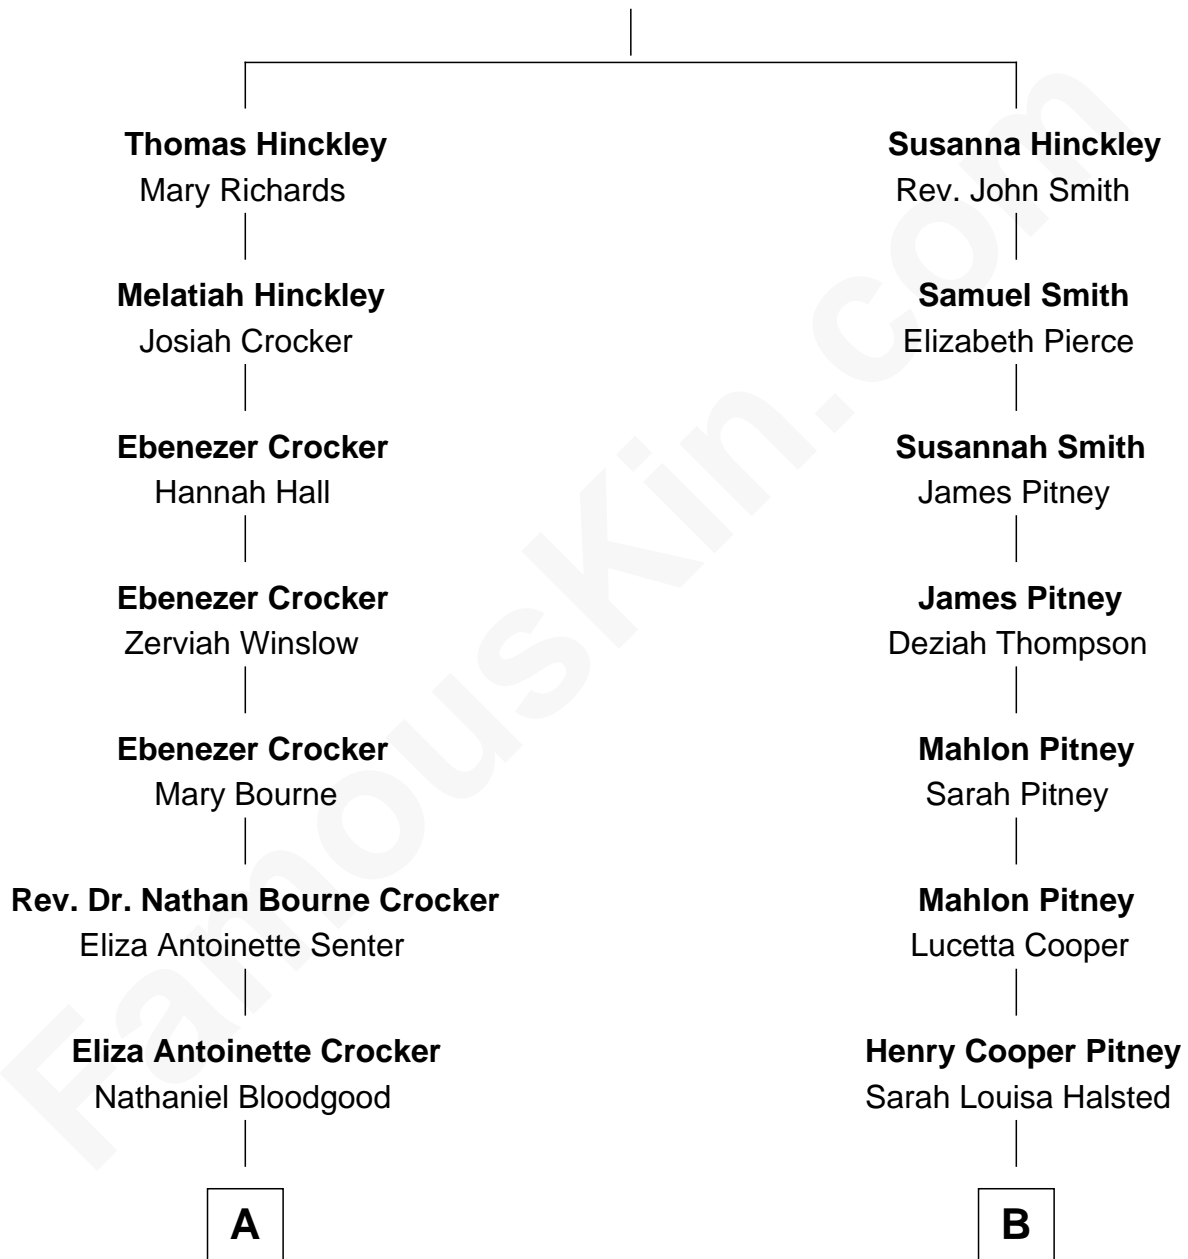 Thomas Hinckley
Mary Richards
Melatiah Hinckley
Josiah Crocker
Ebenezer Crocker
Hannah Hall
Ebenezer Crocker
Zerviah Winslow
Ebenezer Crocker
Mary Bourne
Rev. Dr. Nathan Bourne Crocker
Eliza Antoinette Senter
Eliza Antoinette Crocker
Nathaniel Bloodgood
A
Susanna Hinckley
Rev. John Smith
Samuel Smith
Elizabeth Pierce
Susannah Smith
James Pitney
James Pitney
Deziah Thompson
Mahlon Pitney
Sarah Pitney
Mahlon Pitney
Lucetta Cooper
Henry Cooper Pitney
Sarah Louisa Halsted
B
FamousKin.com